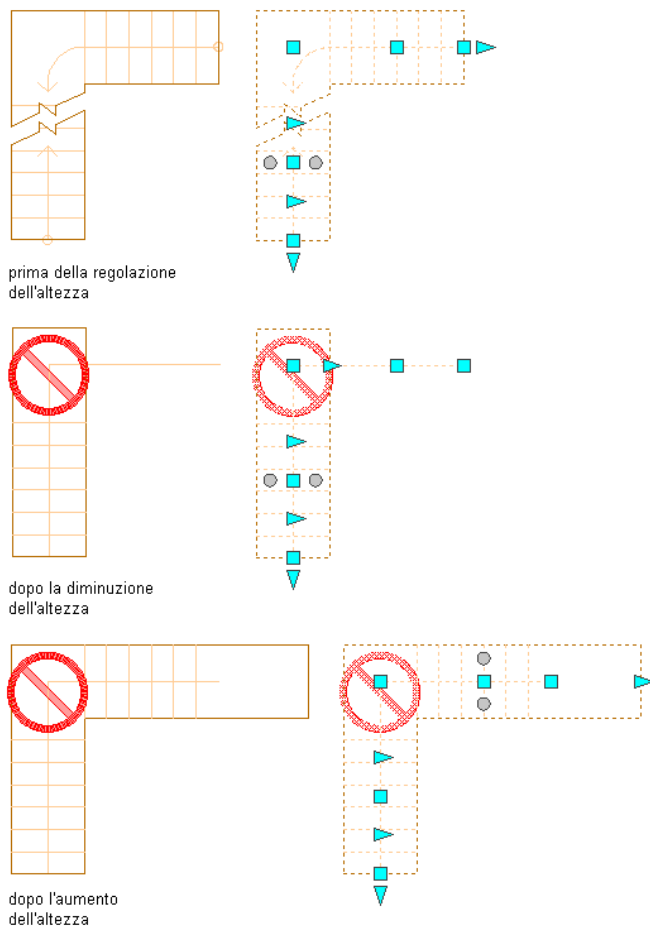 prima della regolazione
dell'altezza
dopo la diminuzione
dell'altezza
dopo l'aumento
dell'altezza